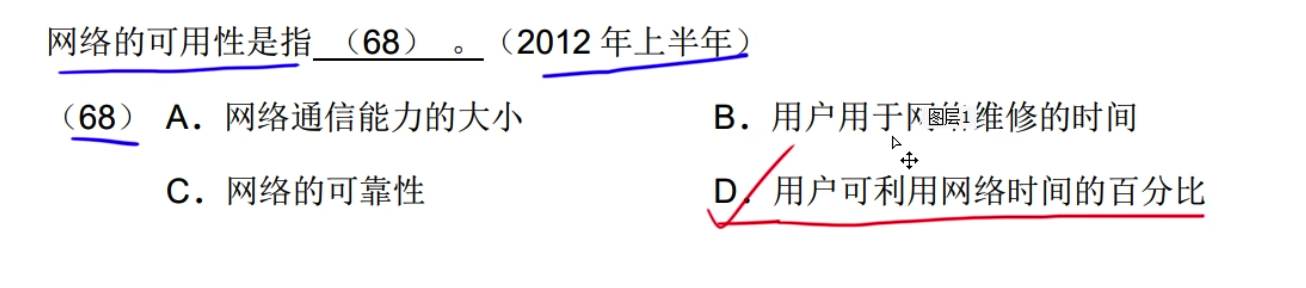 网络的可用性是指 （68） 。（2012 年上半年）
（68） A．网络通信能力的大小 B．用户用于网络维修的时间
图层1
C．网络的可靠性 D．用户可利用网络时间的百分比